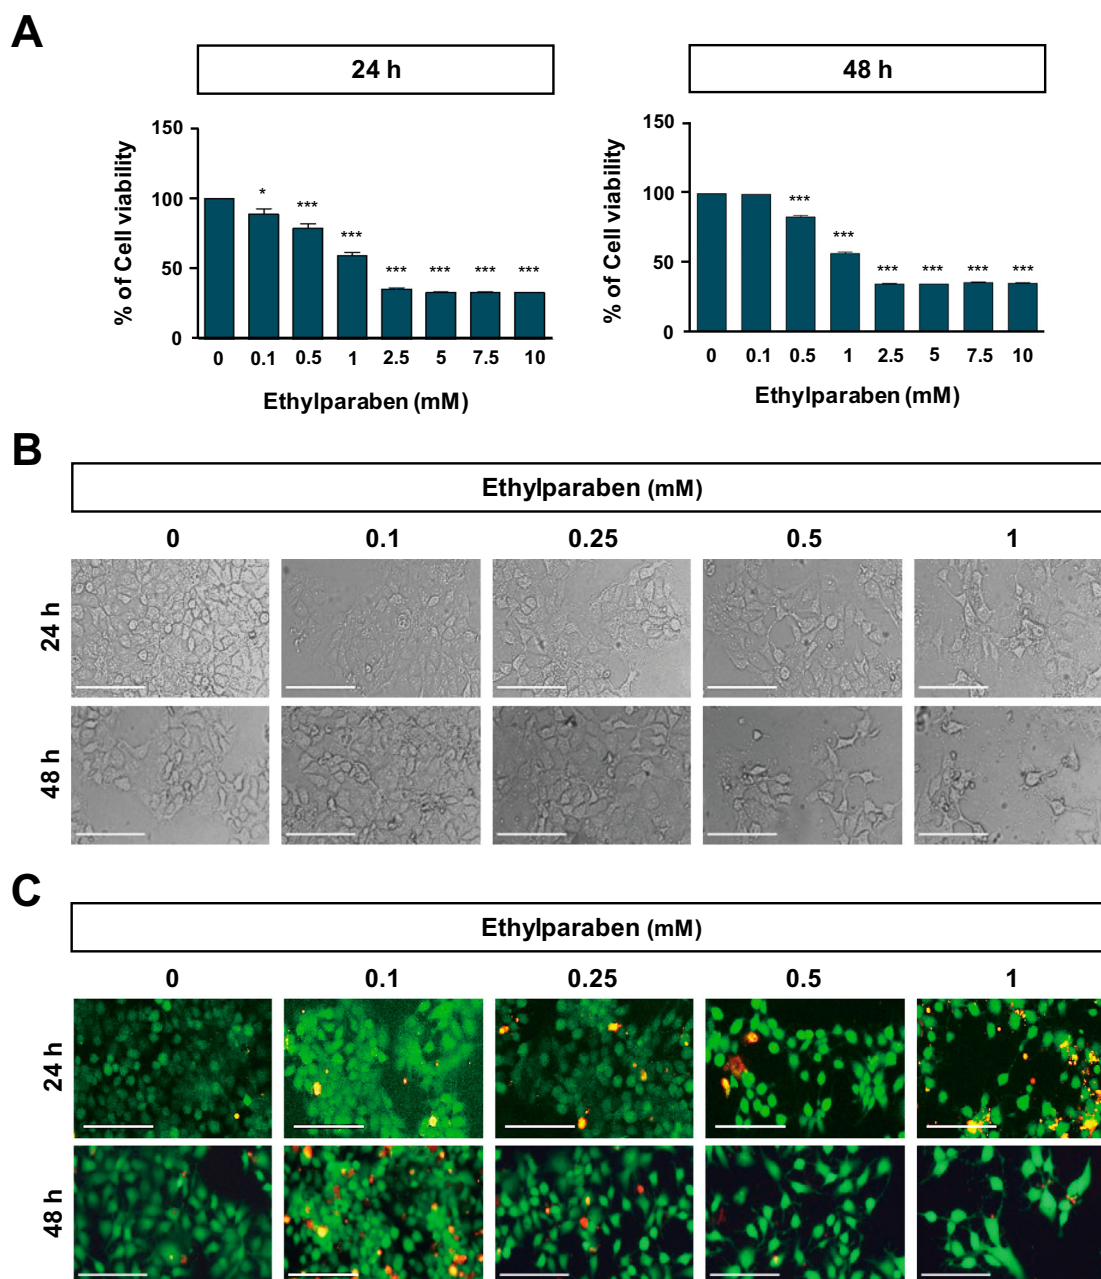 A
24 h
48 h
% of Cell viability
150
100
50
0
* *** *** *** *** *** ***
0 0.1 0.5 1 2.5 5 7.5 10
Ethylparaben (mM)
% of Cell viability
150
100
50
0
*** *** *** *** *** ***
0 0.1 0.5 1 2.5 5 7.5 10
Ethylparaben (mM)
B
Ethylparaben (mM)
0 0.1 0.25 0.5 1
24 h
48 h
C
Ethylparaben (mM)
0 0.1 0.25 0.5 1
24 h
48 h